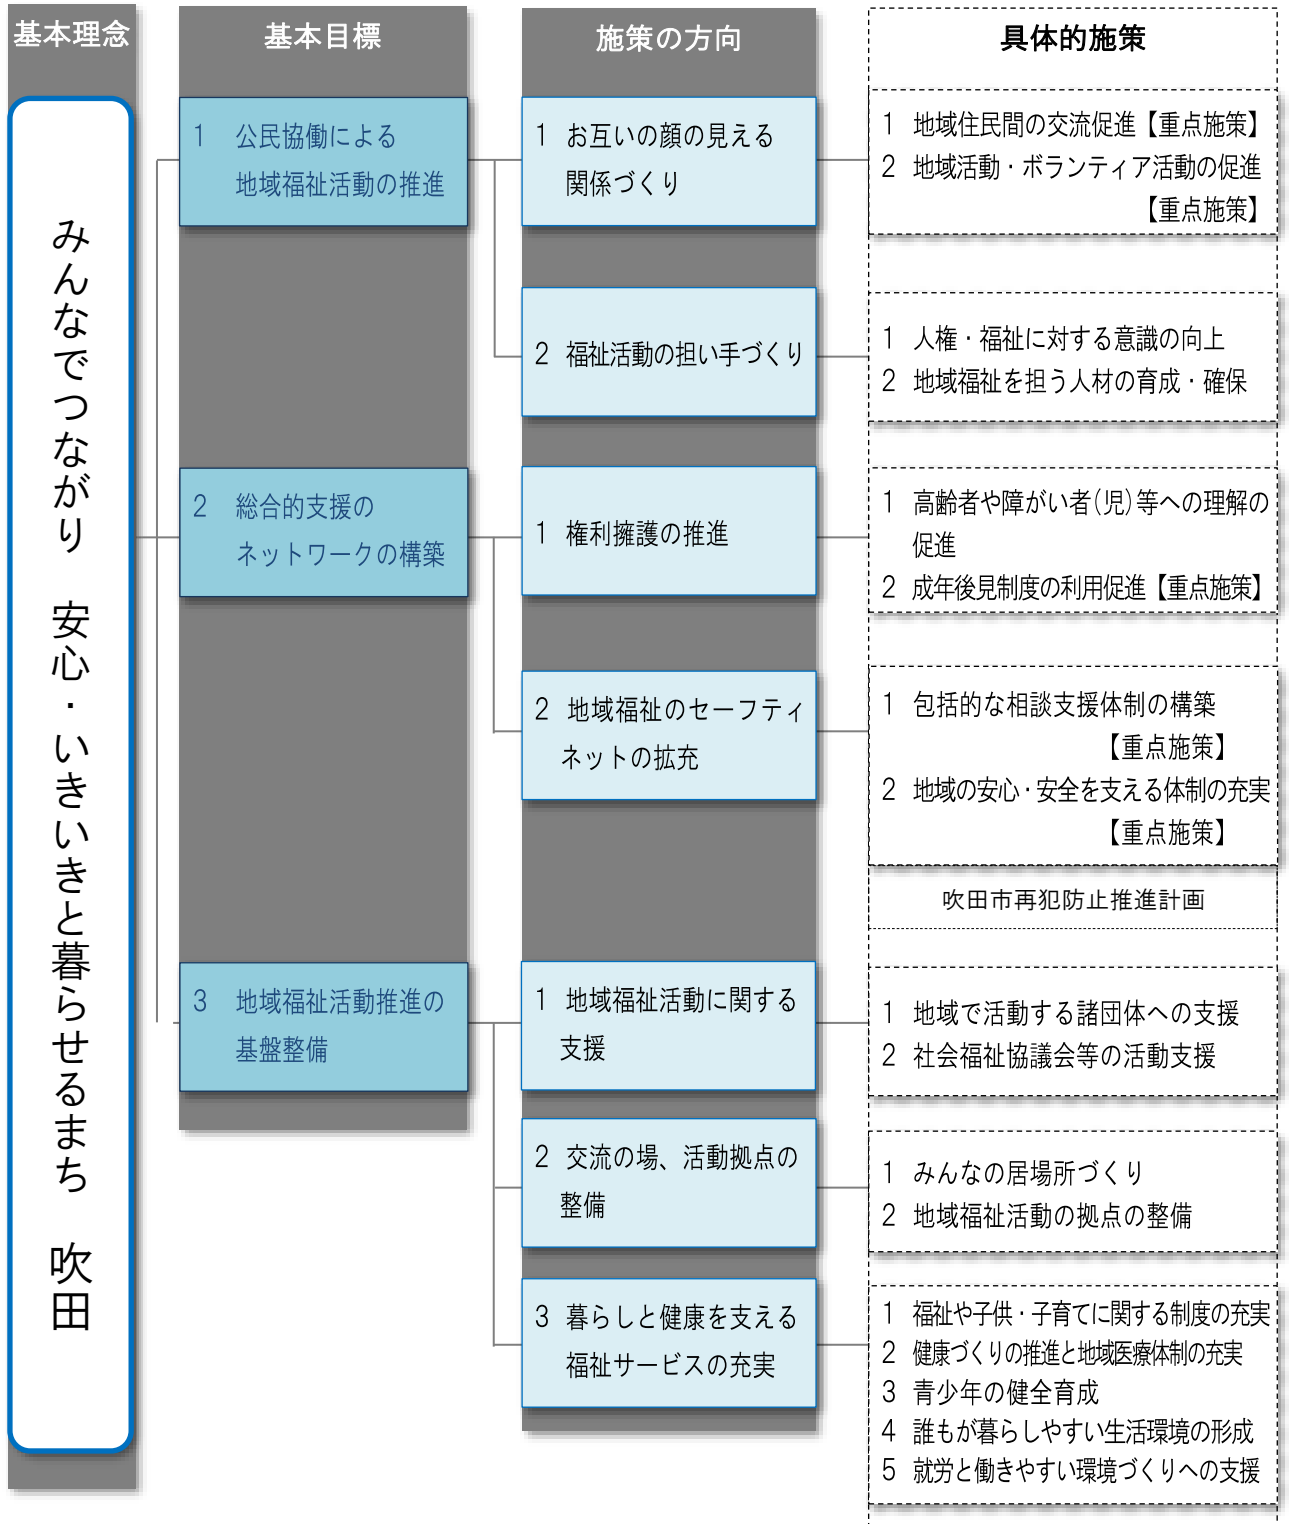 基本理念
みんなでつながり　安心・いきいきと暮らせるまち　吹田
基本目標
1　公民協働による
地域福祉活動の推進
2　総合的支援の
ネットワークの構築
3　地域福祉活動推進の
基盤整備
施策の方向
1　お互いの顔の見える
関係づくり
2　福祉活動の担い手づくり
1　権利擁護の推進
2　地域福祉のセーフティ
ネットの拡充
1　地域福祉活動に関する
支援
2　交流の場、活動拠点の
整備
3　暮らしと健康を支える
福祉サービスの充実
具体的施策
1　地域住民間の交流促進【重点施策】
2　地域活動・ボランティア活動の促進
【重点施策】
1　人権・福祉に対する意識の向上
2　地域福祉を担う人材の育成・確保
1　高齢者や障がい者(児)等への理解の
促進
2　成年後見制度の利用促進【重点施策】
1　包括的な相談支援体制の構築
【重点施策】
2　地域の安心・安全を支える体制の充実
【重点施策】
吹田市再犯防止推進計画
1　地域で活動する諸団体への支援
2　社会福祉協議会等の活動支援
1　みんなの居場所づくり
2　地域福祉活動の拠点の整備
1　福祉や子供・子育てに関する制度の充実
2　健康づくりの推進と地域医療体制の充実
3　青少年の健全育成
4　誰もが暮らしやすい生活環境の形成
5　就労と働きやすい環境づくりへの支援